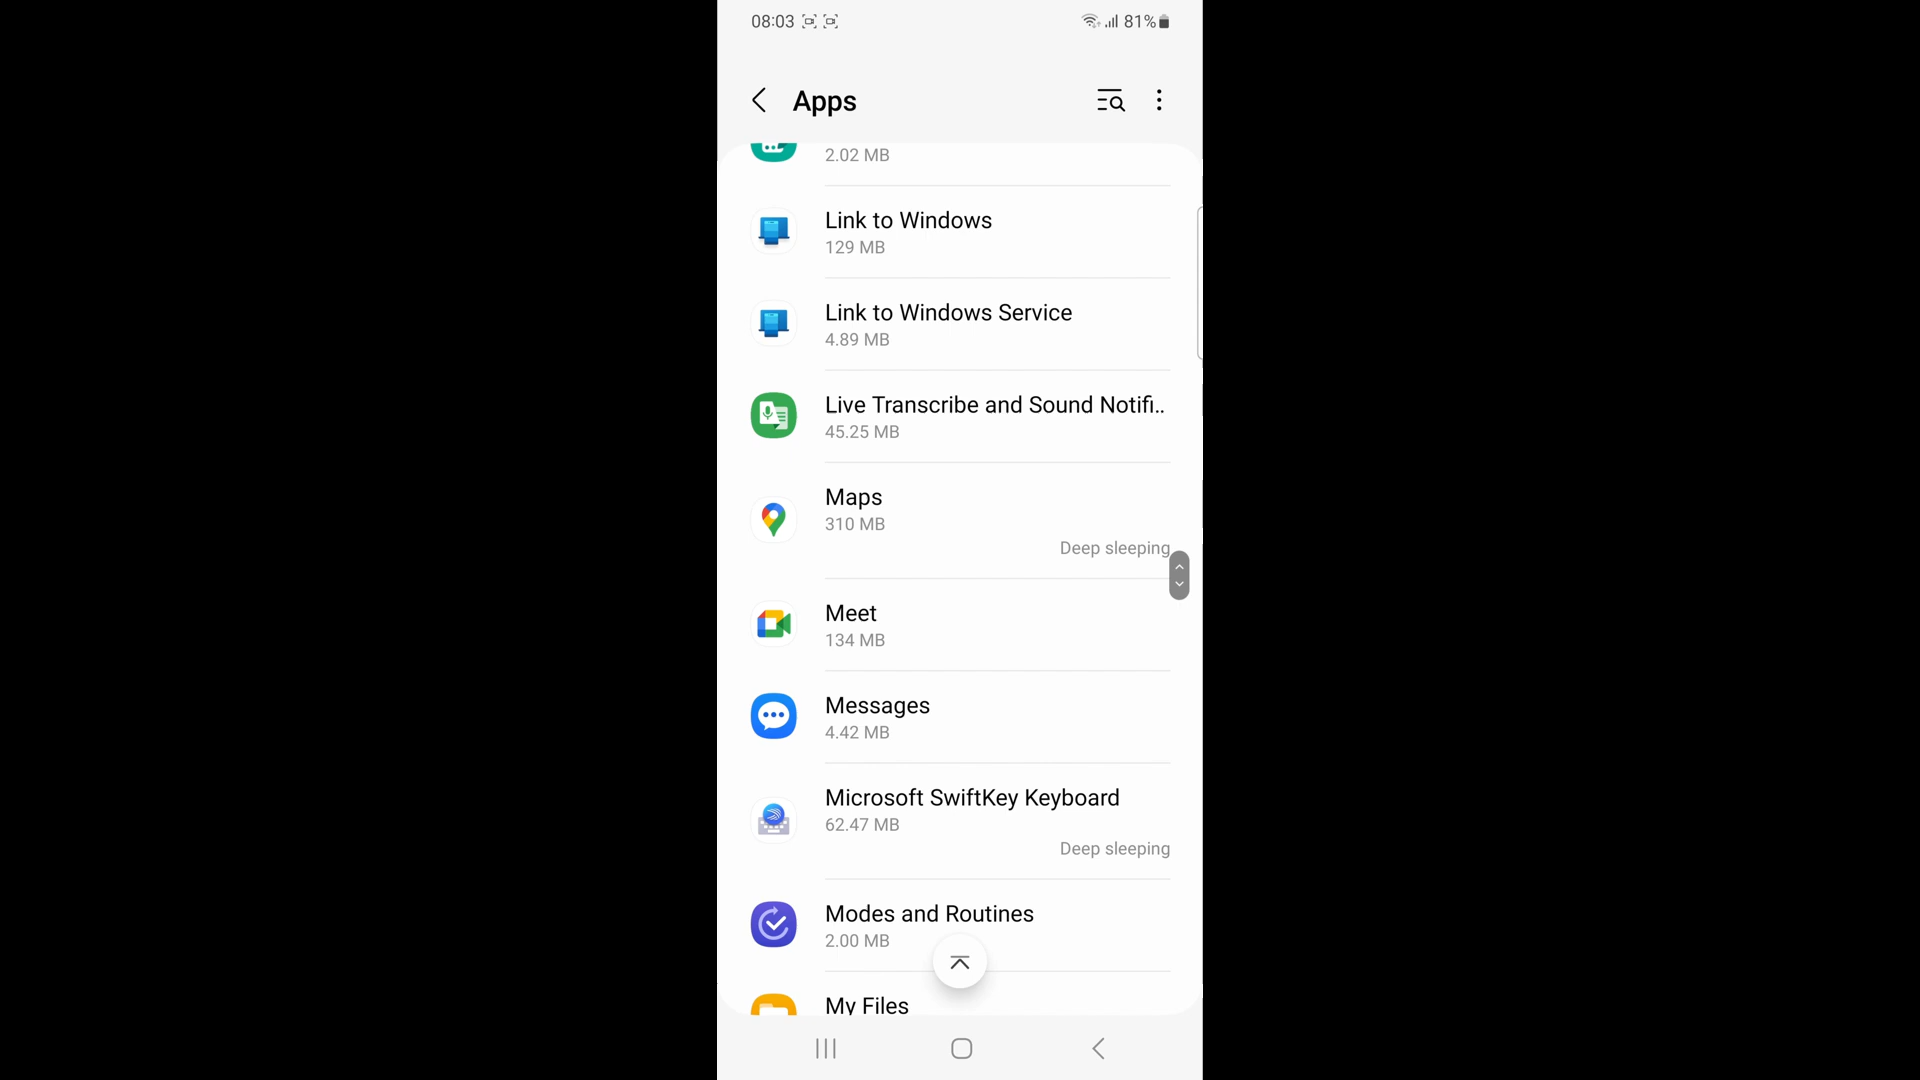 08:03
81%
Apps
2.02 MB
Link to Windows
129 MB
Link to Windows Service
4.89 MB
Live Transcribe and Sound Notifi..
45.25 MB
Maps
310 MB
Deep sleeping
Meet
134 MB
Messages
4.42 MB
Microsoft SwiftKey Keyboard
62.47 MB
Deep sleeping
Modes and Routines
2.00 MB
My Files